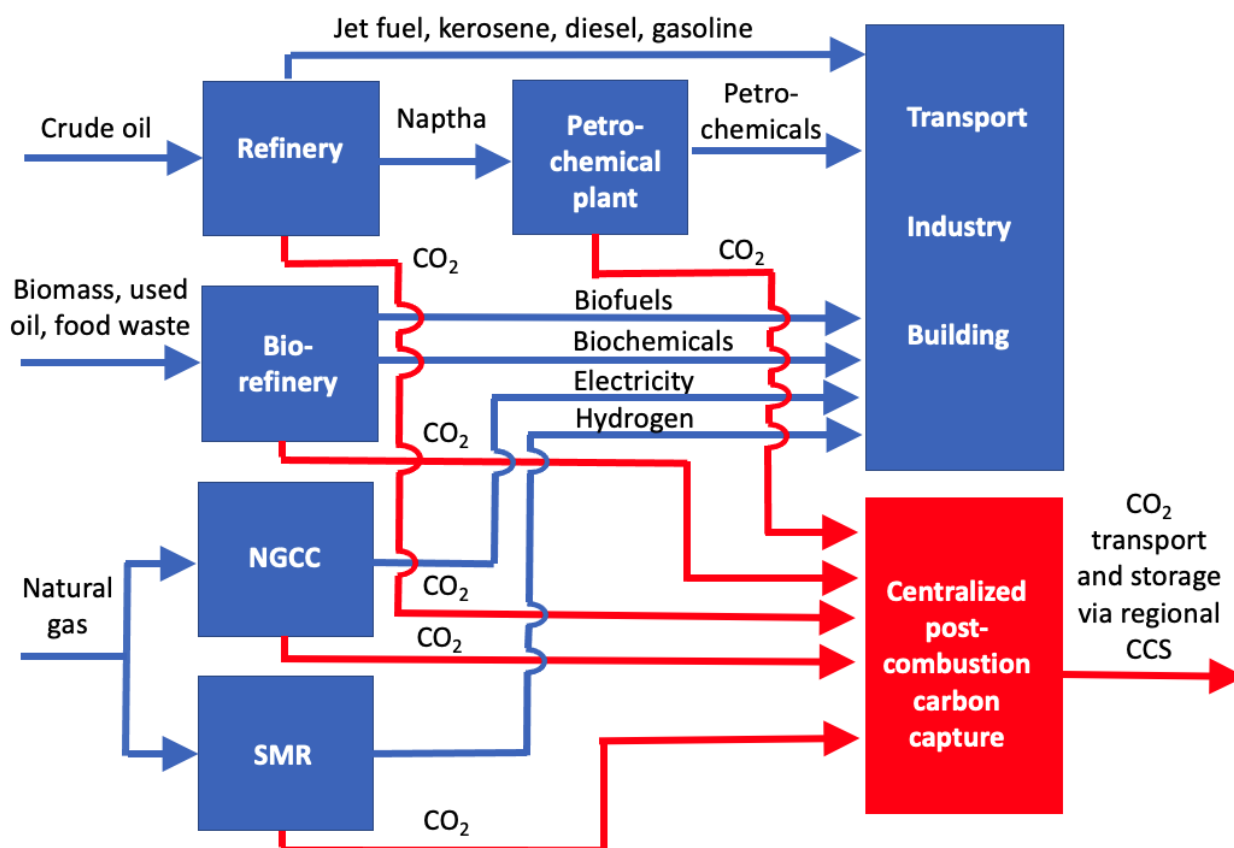 Jet fuel, kerosene, diesel, gasoline
Crude oil
Refinery
Naptha
Petro-
chemical
plant
Petro-
chemicals
Transport
Industry
Building
CO₂
CO₂
Biomass, used
oil, food waste
Bio-
refinery
Biofuels
Biochemicals
Electricity
Hydrogen
CO₂
Natural
gas
NGCC
CO₂
CO₂
SMR
CO₂
Centralized
post-
combustion
carbon
capture
CO₂
transport
and storage
via regional
CCS